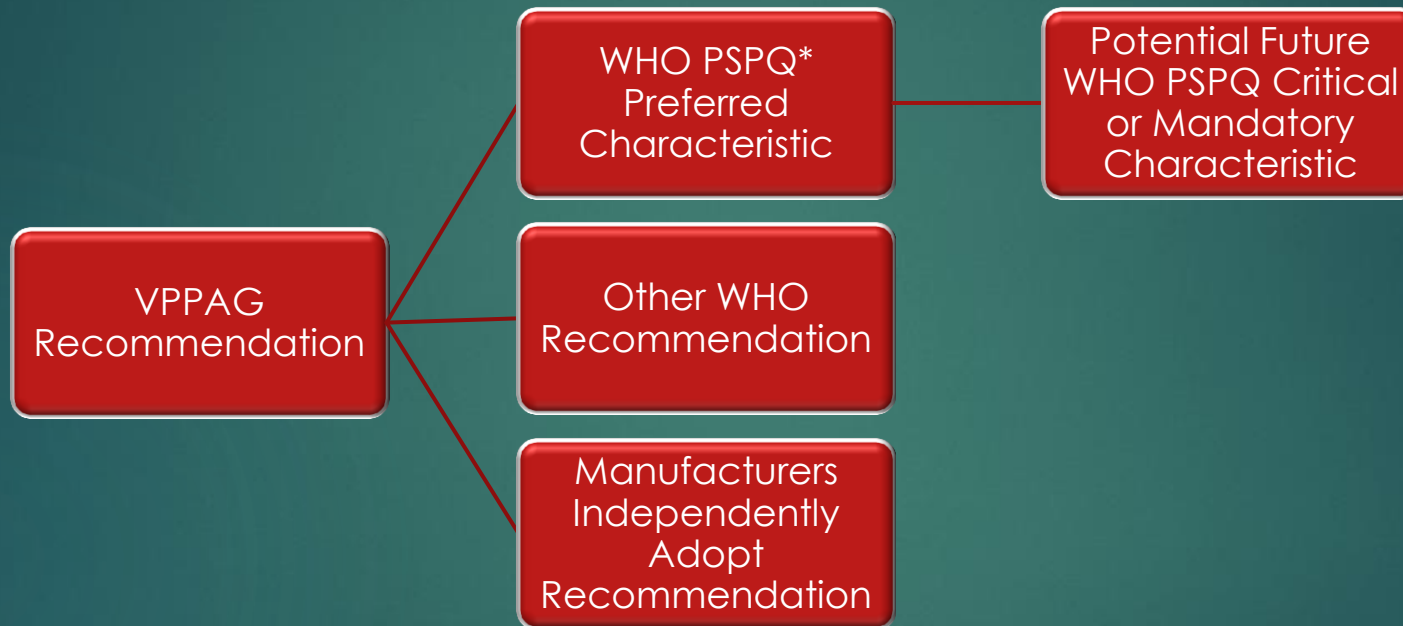 WHO PSPQ*
Preferred
Characteristic
Potential Future
WHO PSPQ Critical
or Mandatory
Characteristic
VPPAG
Recommendation
Other WHO
Recommendation
Manufacturers
Independently
Adopt
Recommendation